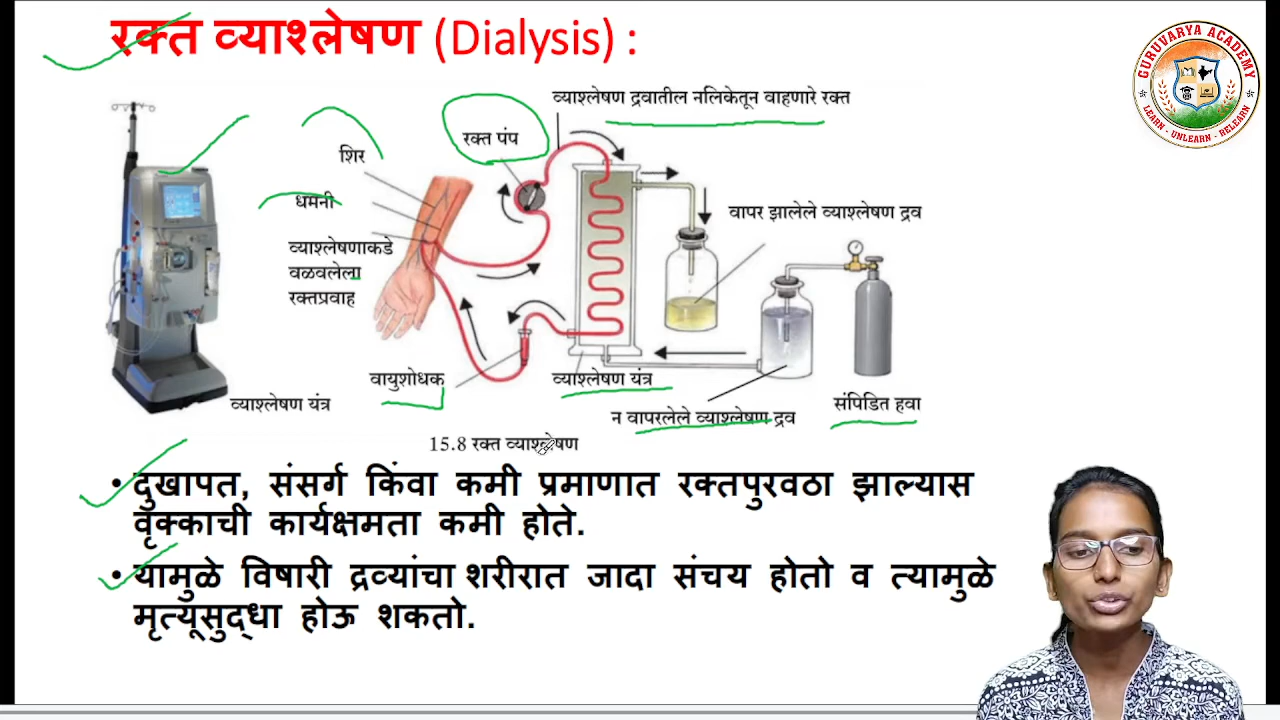 रक्त व्याश्लेषण (Dialysis) :
GURUVARYA ACADEMY
LEARN - UNLEARN - RELEARN
व्याश्लेषण द्रवातील नलिकेतून वाहणारे रक्त
रक्त पंप
शिर
धमनी
व्याश्लेषणाकडे
वळवलेला
रक्तप्रवाह
वापर झालेले व्याश्लेषण द्रव
वायुशोधक
व्याश्लेषण यंत्र
व्याश्लेषण यंत्र
न वापरलेले व्याश्लेषण द्रव
संपिडित हवा
15.8 रक्त व्याश्लेषण
• दुखापत, संसर्ग किंवा कमी प्रमाणात रक्तपुरवठा झाल्यास
वृक्काची कार्यक्षमता कमी होते.
• यामुळे विषारी द्रव्यांचा शरीरात जादा संचय होतो व त्यामुळे
मृत्यूसुद्धा होऊ शकतो.